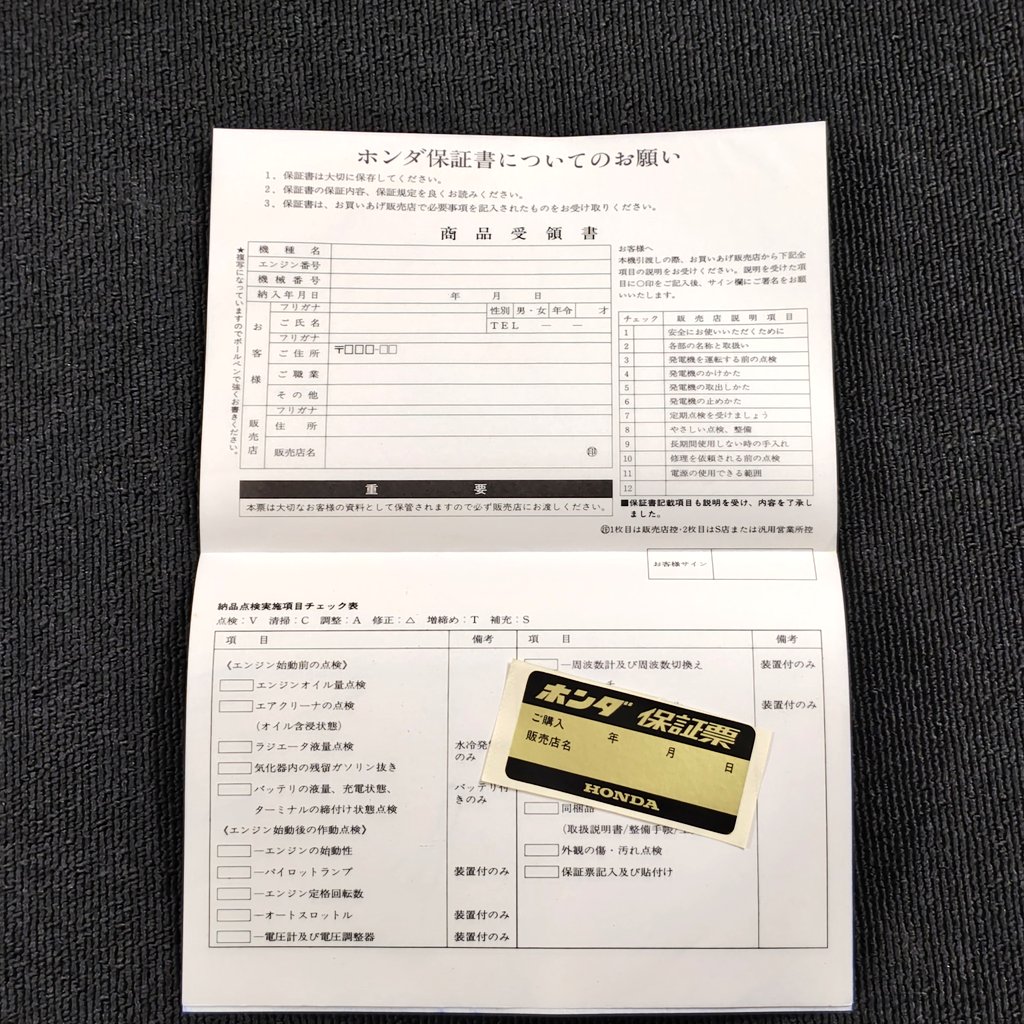 ホンダ保証書についてのお願い
1、保証書は大切に保存してください。
2、保証書の保証内容、保証規定を良くお読みください。
3、保証書は、お買いあげ販売店で必要事項を記入されたものをお受け取りください。
商品受領書
★複写になっていますのでボールペンで強くお書きください。
機種名
エンジン番号
機械番号
納入年月日 年 月 日
お客様
フリガナ
ご氏名
性別 男・女 年令 才
TEL — —
フリガナ
ご住所 〒□□□-□□
ご職業
その他
販売店
フリガナ
住所
販売店名 ㊞
重要
本票は大切なお客様の資料として保管されますので必ず販売店にお渡しください。
お客様へ
本機引渡しの際、お買いあげ販売店から下記全
項目の説明をお受けください。説明を受けた項
目に○印をご記入後、サイン欄にご署名をお願
いいたします。
チェック 販売店説明項目
1 安全にお使いいただくために
2 各部の名称と取扱い
3 発電機を運転する前の点検
4 発電機のかけかた
5 発電機の取出しかた
6 発電機の止めかた
7 定期点検を受けましょう
8 やさしい点検、整備
9 長期間使用しない時の手入れ
10 修理を依頼される前の点検
11 電源の使用できる範囲
12
■保証書記載項目も説明を受け、内容を了承し
ました。
1枚目は販売店控・2枚目はS店または汎用営業所控
お客様サイン
納品点検実施項目チェック表
点検：V 清掃：C 調整：A 修正：△ 増締め：T 補充：S
項目 備考 項目 備考
《エンジン始動前の点検》
エンジンオイル量点検
エアクリーナの点検
(オイル含浸状態)
ラジエータ液量点検 水冷発
のみ
気化器内の残留ガソリン抜き
バッテリの液量、充電状態、 バッテリ付
きのみ
ターミナルの締付け状態点検
《エンジン始動後の作動点検》
エンジンの始動性
パイロットランプ 装置付のみ
エンジン定格回転数
オートスロットル 装置付のみ
電圧計及び電圧調整器 装置付のみ
周波数計及び周波数切換え 装置付のみ
チ
装置付のみ
同梱品
(取扱説明書/整備手帳/
外観の傷・汚れ点検
保証票記入及び貼付け
ホンダ 保証票
ご購入 年 月 日
販売店名
HONDA